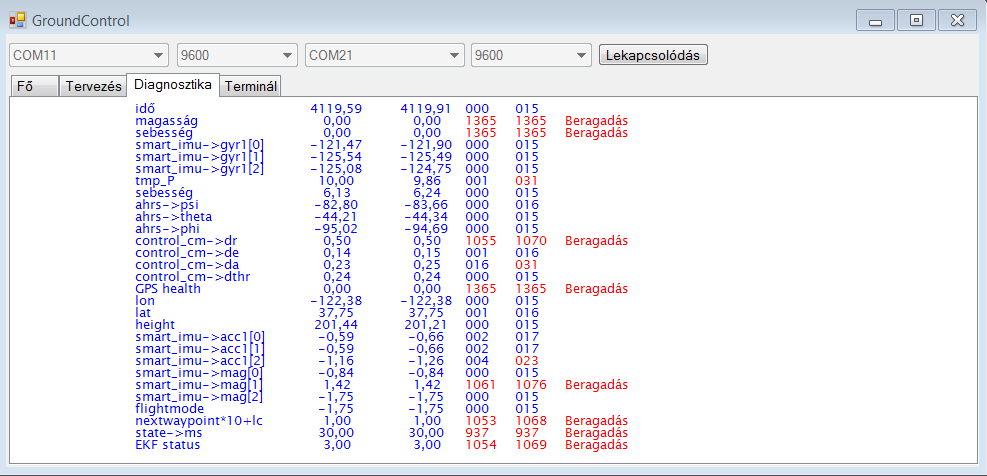 GroundControl
COM11 9600 COM21 9600 Lekapcsolódás
Fő Tervezés Diagnosztika Terminál
idő 4119,59 4119,91 000 015
magasság 0,00 0,00 1365 1365 Beragadás
sebesség 0,00 0,00 1365 1365 Beragadás
smart_imu->gyr1[0] -121,47 -121,90 000 015
smart_imu->gyr1[1] -125,54 -125,49 000 015
smart_imu->gyr1[2] -125,08 -124,75 000 015
tmp_P 10,00 9,86 001 031
sebesség 6,13 6,24 000 015
ahrs->psi -82,80 -83,66 000 016
ahrs->theta -44,21 -44,34 000 015
ahrs->phi -95,02 -94,69 000 015
control_cm->dr 0,50 0,50 1055 1070 Beragadás
control_cm->de 0,14 0,15 001 016
control_cm->da 0,23 0,25 016 031
control_cm->dthr 0,24 0,24 000 015
GPS health 0,00 0,00 1365 1365 Beragadás
lon -122,38 -122,38 000 015
lat 37,75 37,75 001 016
height 201,44 201,21 000 015
smart_imu->acc1[0] -0,59 -0,66 002 017
smart_imu->acc1[1] -0,59 -0,66 002 017
smart_imu->acc1[2] -1,16 -1,26 004 023
smart_imu->mag[0] -0,84 -0,84 000 015
smart_imu->mag[1] 1,42 1,42 1061 1076 Beragadás
smart_imu->mag[2] -1,75 -1,75 000 015
flightmode -1,75 -1,75 000 015
nextwaypoint*10+lc 1,00 1,00 1053 1068 Beragadás
state->ms 30,00 30,00 937 937 Beragadás
EKF status 3,00 3,00 1054 1069 Beragadás